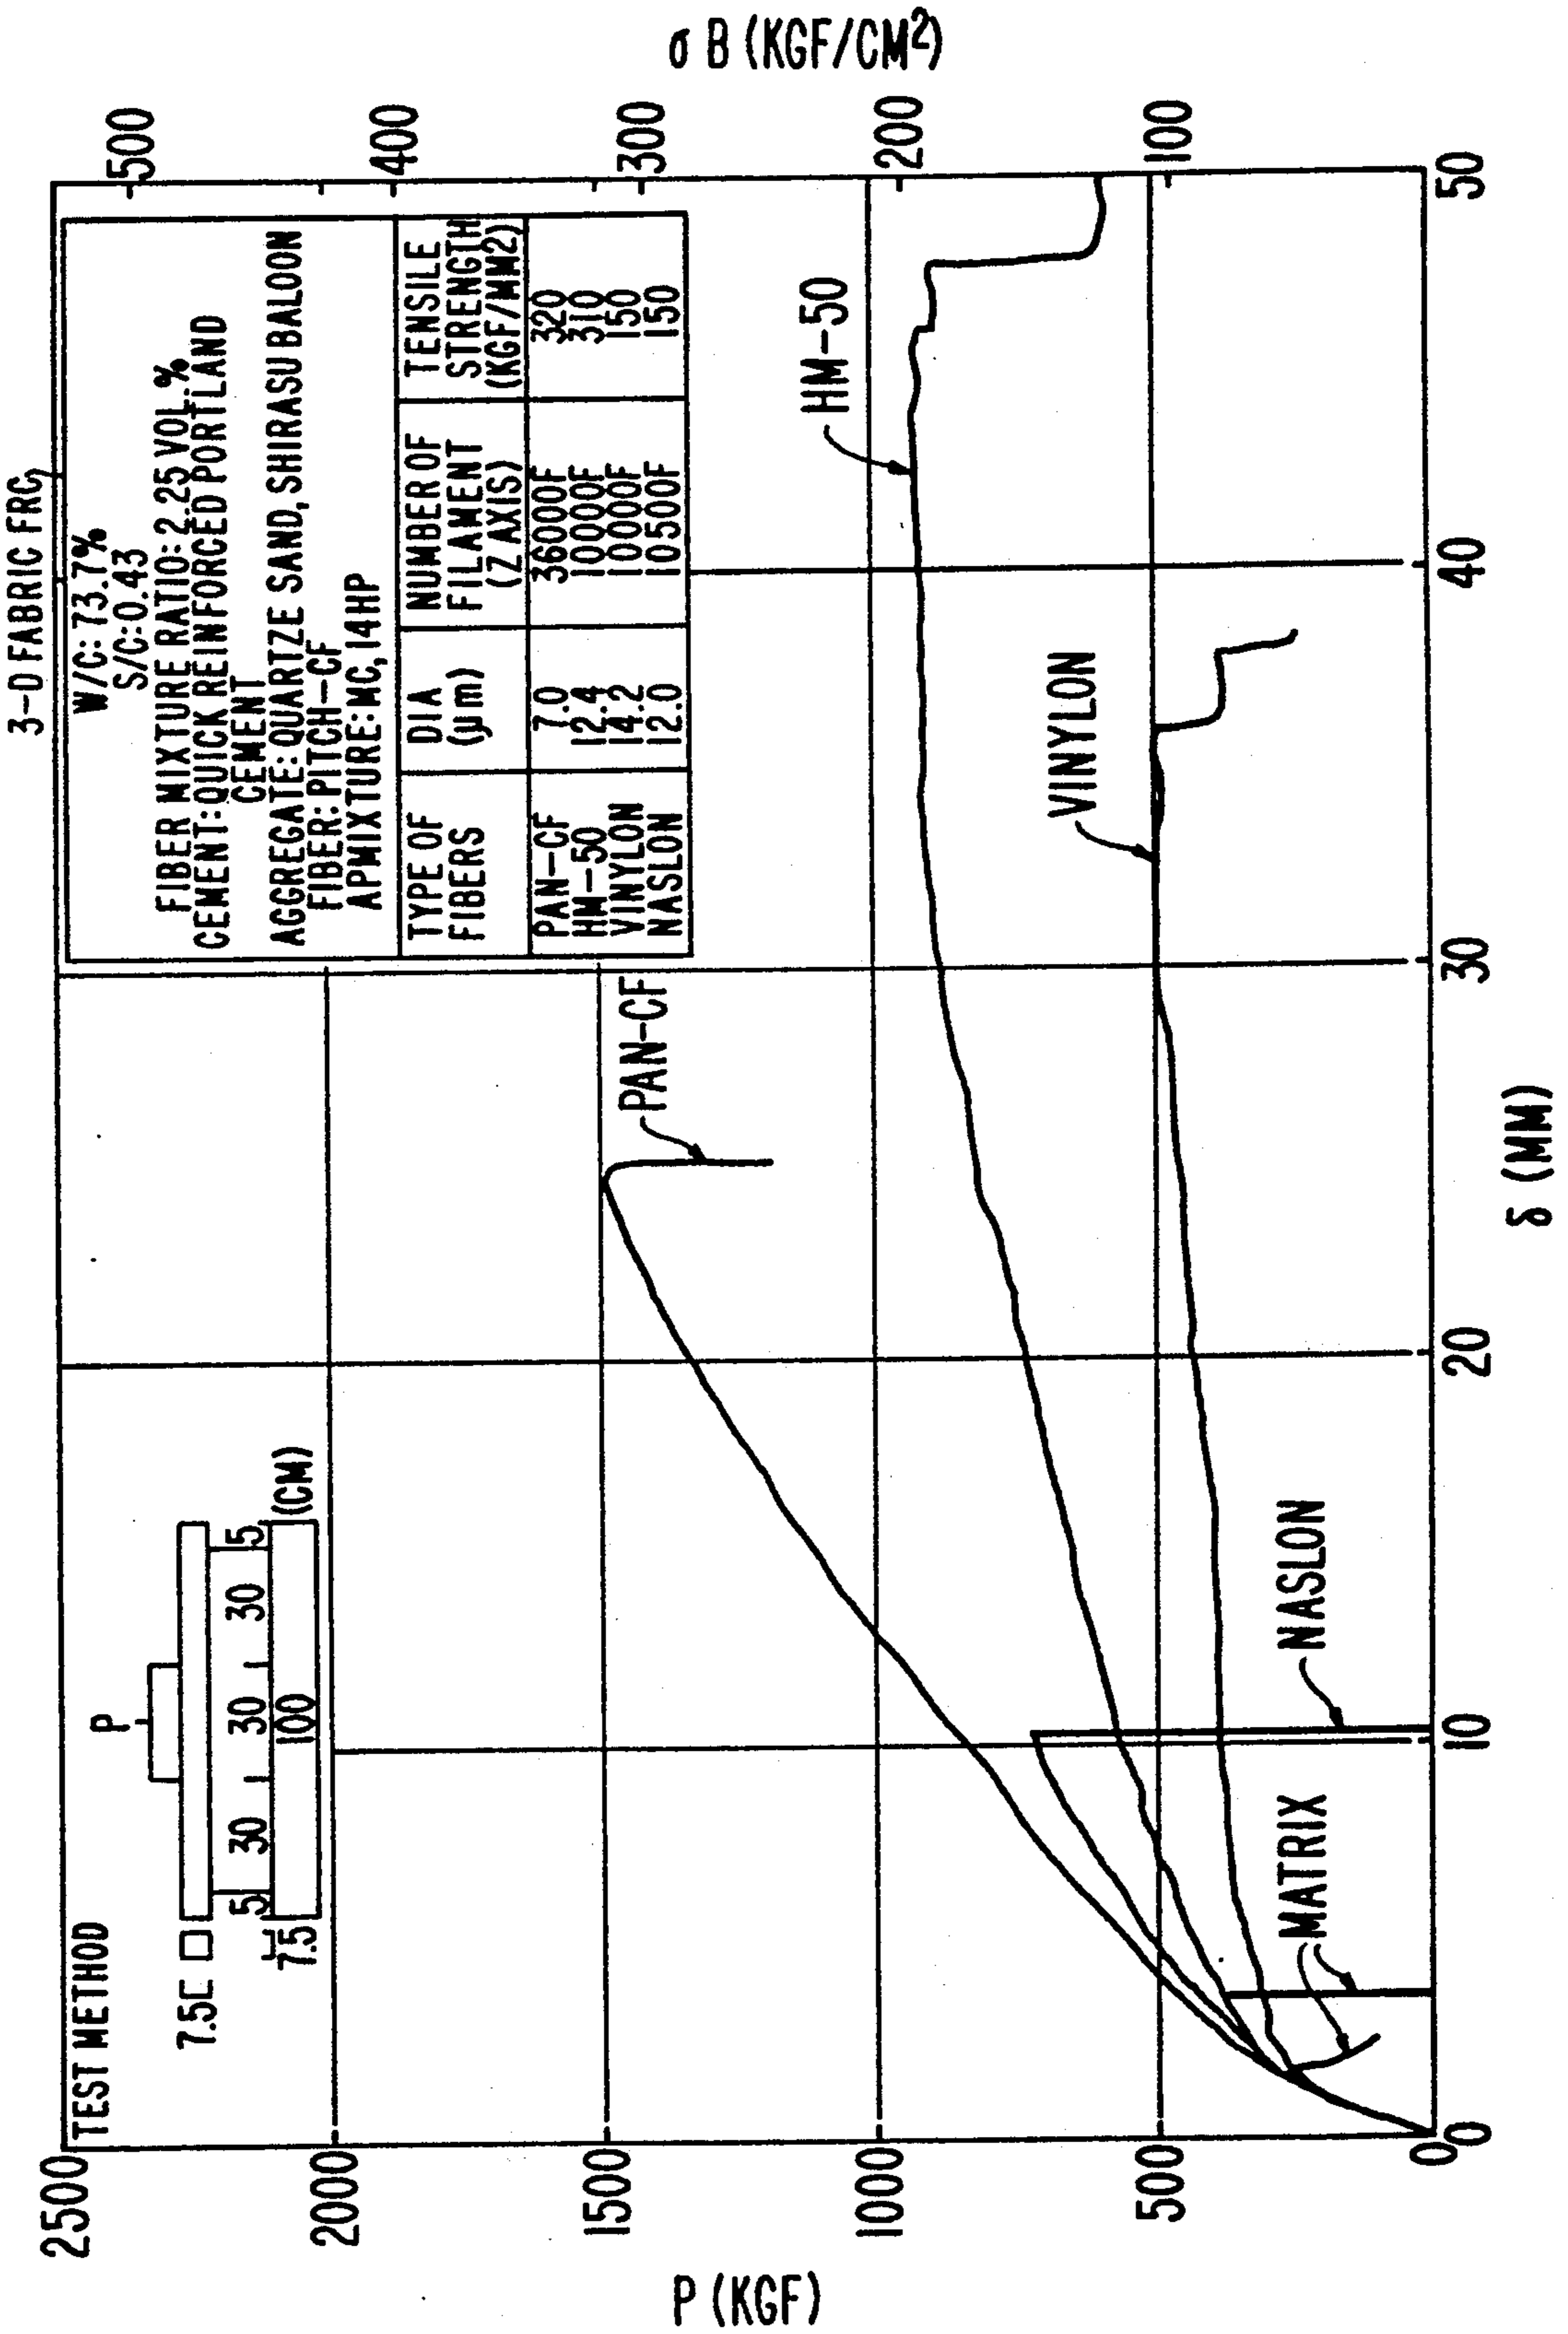 3-D FABRIC FRC
W/C: 73.7%
S/C: 0.43
FIBER MIXTURE RATIO: 2.25 VOL.%
CEMENT: QUICK REINFORCED PORTLAND
CEMENT
AGGREGATE: QUARTZE SAND, SHIRASU BALOON
FIBER: PITCH-CF
APMIXTURE: MC, 14HP
TYPE OF FIBERS DIA (µm) NUMBER OF FILAMENT (Z AXIS) TENSILE STRENGTH (KGF/MM2)
PAN-CF 7.0 36000F 320
HM-50 12.4 10000F 310
VINYLON 14.2 10000F 150
NASLON 12.0 10500F 150
TEST METHOD
P
7.5
5 30 30 30 5
100 (CM)
7.5
PAN-CF
HM-50
VINYLON
NASLON
MATRIX
P (KGF)
2500
2000
1500
1000
500
0
σ B (KGF/CM²)
500
400
300
200
100
0 10 20 30 40 50
δ (MM)